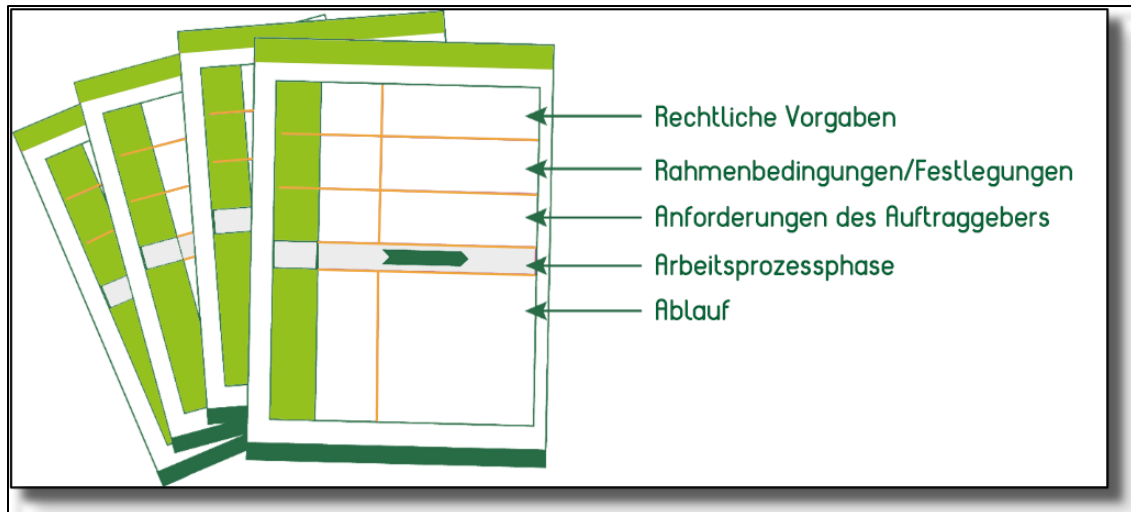 Rechtliche Vorgaben
Rahmenbedingungen/Festlegungen
Anforderungen des Auftraggebers
Arbeitsprozessphase
Ablauf